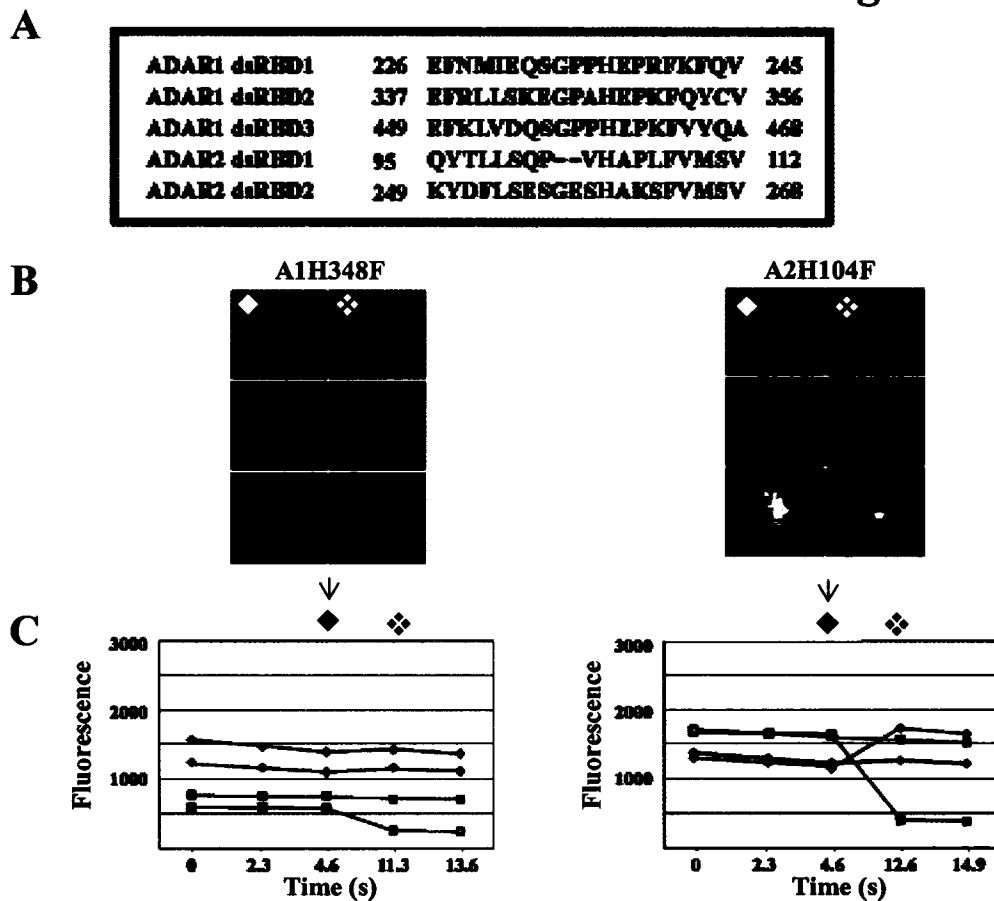 g
A
ADAR1 dsRBD1 226 EFNMIEQSGPPHEPRFKFQV 245
ADAR1 dsRBD2 337 EFRLLSKEGPAHEPKFQYCV 356
ADAR1 dsRBD3 449 EFKLVDQSGPPHEPKFVYQA 468
ADAR2 dsRBD1 95 QYTLLSQP--VHAPLFVMSV 112
ADAR2 dsRBD2 249 KYDFLSESGESHAKSFVMSV 268
B
A1H348F
A2H104F
C
Fluorescence
3000
2000
1000
0 2.3 4.6 11.3 13.6
Time (s)
Fluorescence
3000
2000
1000
0 2.3 4.6 12.6 14.9
Time (s)